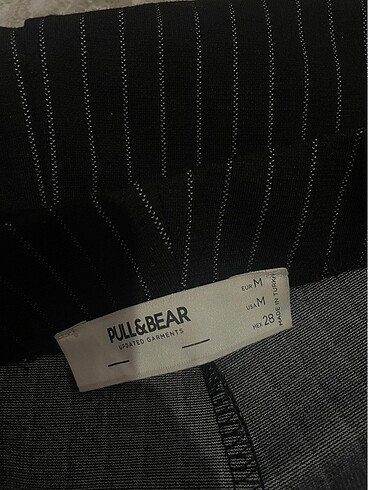 PULL&BEAR
UPDATED GARMENTS
EUR M
USA M
MEX 28
MADE IN TURKEY